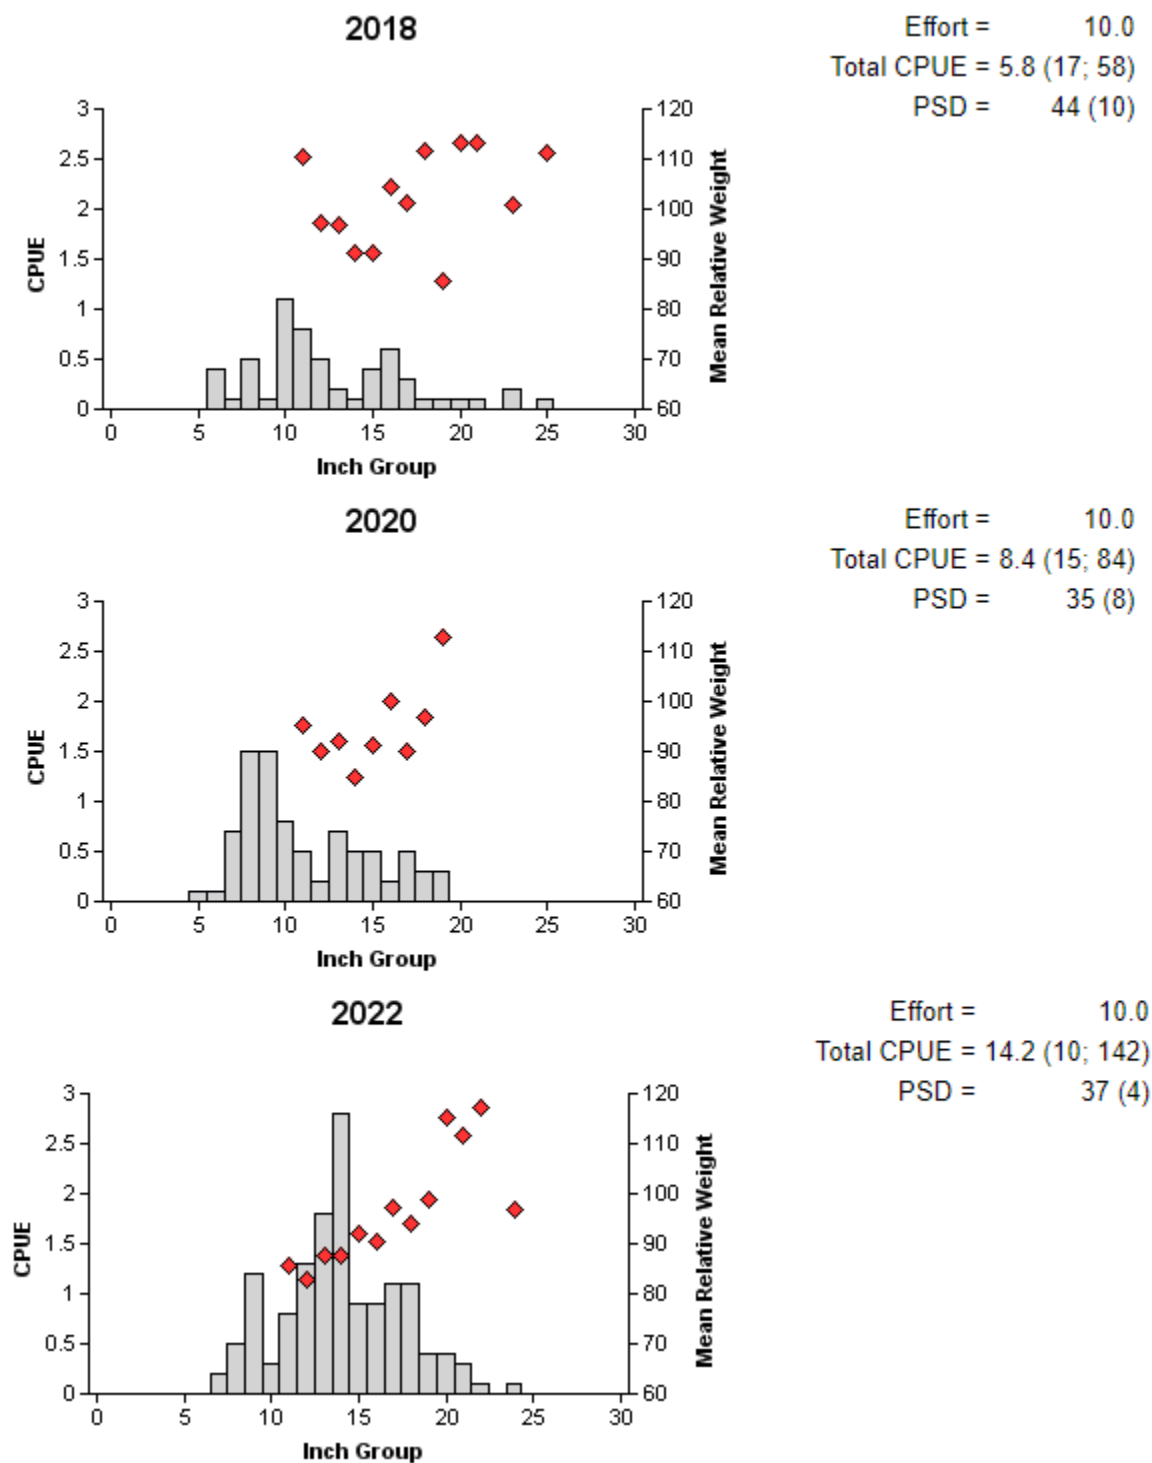 2018
Effort = 10.0
Total CPUE = 5.8 (17; 58)
PSD = 44 (10)
3
2.5
2
1.5
1
0.5
0
CPUE
120
110
100
90
80
70
60
Mean Relative Weight
0 5 10 15 20 25 30
Inch Group
2020
Effort = 10.0
Total CPUE = 8.4 (15; 84)
PSD = 35 (8)
3
2.5
2
1.5
1
0.5
0
CPUE
120
110
100
90
80
70
60
Mean Relative Weight
0 5 10 15 20 25 30
Inch Group
2022
Effort = 10.0
Total CPUE = 14.2 (10; 142)
PSD = 37 (4)
3
2.5
2
1.5
1
0.5
0
CPUE
120
110
100
90
80
70
60
Mean Relative Weight
0 5 10 15 20 25 30
Inch Group